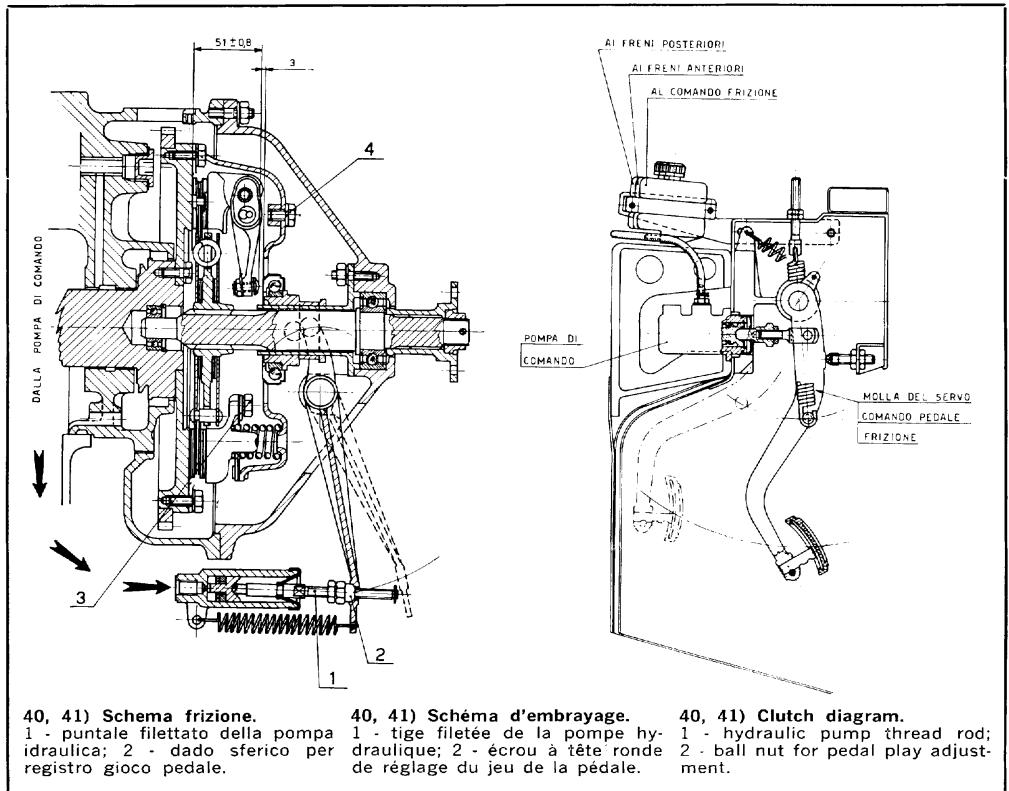 51 ± 0,8
3
4
DALLA POMPA DI COMANDO
3
2
1
AI FRENI POSTERIORI
AI FRENI ANTERIORI
AL COMANDO FRIZIONE
POMPA DI
COMANDO
MOLLA DEL SERVO
COMANDO PEDALE
FRIZIONE
40, 41) Schema frizione.
1 - puntale filettato della pompa
idraulica; 2 - dado sferico per
registro gioco pedale.
40, 41) Schéma d'embrayage.
1 - tige filetée de la pompe hy-
draulique; 2 - écrou à tête ronde
de réglage du jeu de la pédale.
40, 41) Clutch diagram.
1 - hydraulic pump thread rod;
2 - ball nut for pedal play adjust-
ment.